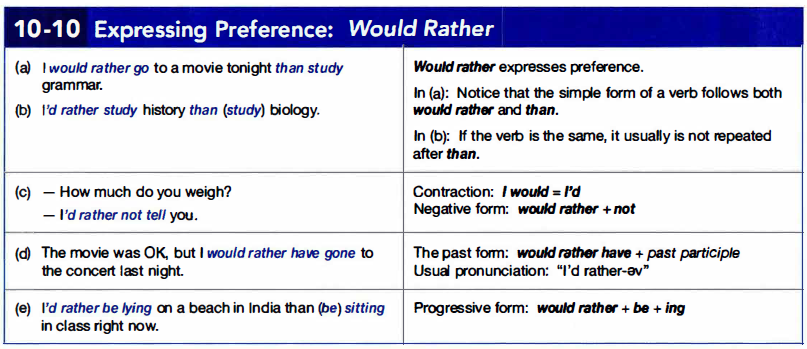 10-10 Expressing Preference: Would Rather
(a) I would rather go to a movie tonight than study
grammar.
(b) I'd rather study history than (study) biology.
Would rather expresses preference.
In (a): Notice that the simple form of a verb follows both
would rather and than.
In (b): If the verb is the same, it usually is not repeated
after than.
(c) — How much do you weigh?
— I'd rather not tell you.
Contraction: I would = I'd
Negative form: would rather + not
(d) The movie was OK, but I would rather have gone to
the concert last night.
The past form: would rather have + past participle
Usual pronunciation: "I'd rather-əv"
(e) I'd rather be lying on a beach in India than (be) sitting
in class right now.
Progressive form: would rather + be + ing